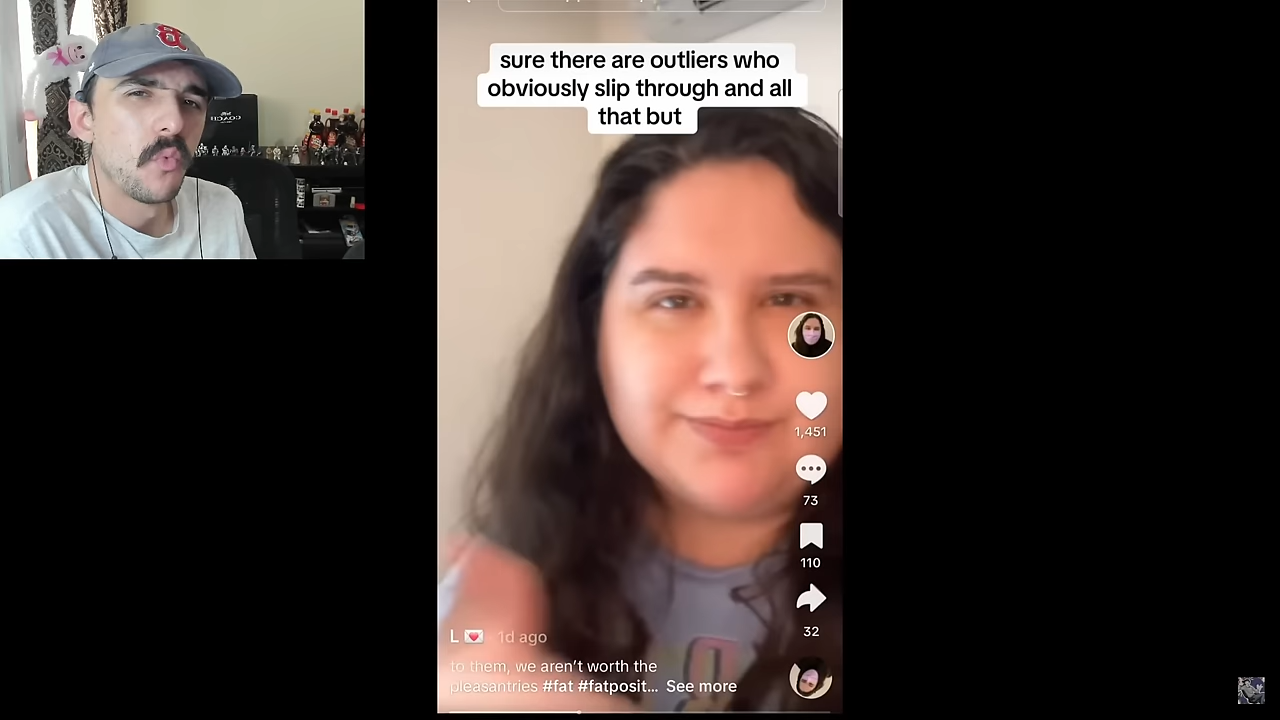 sure there are outliers who
obviously slip through and all
that but
COACH
1,451
73
110
32
L 1d ago
to them, we aren't worth the
pleasantries #fat #fatposit... See more